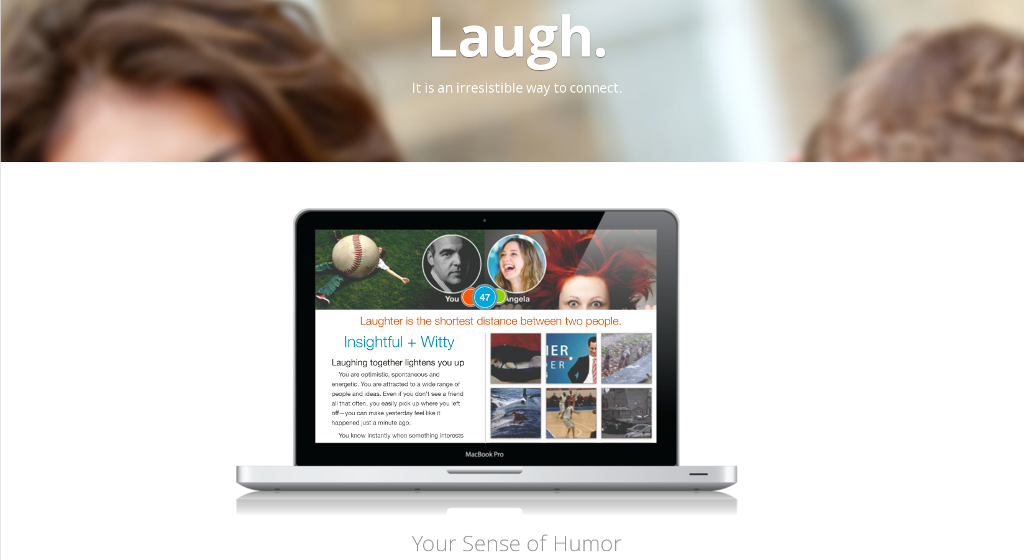 Laugh.
It is an irresistible way to connect.
You 47 Angela
Laughter is the shortest distance between two people.
Insightful + Witty
Laughing together lightens you up
You are optimistic, spontaneous and
energetic. You are attracted to a wide range of
people and ideas. Even if you don't see a friend
all that often, you easily pick up where you left
off—you can make yesterday feel like it
happened just a minute ago.
You know instantly when something interests
IER.
DER
MacBook Pro
Your Sense of Humor